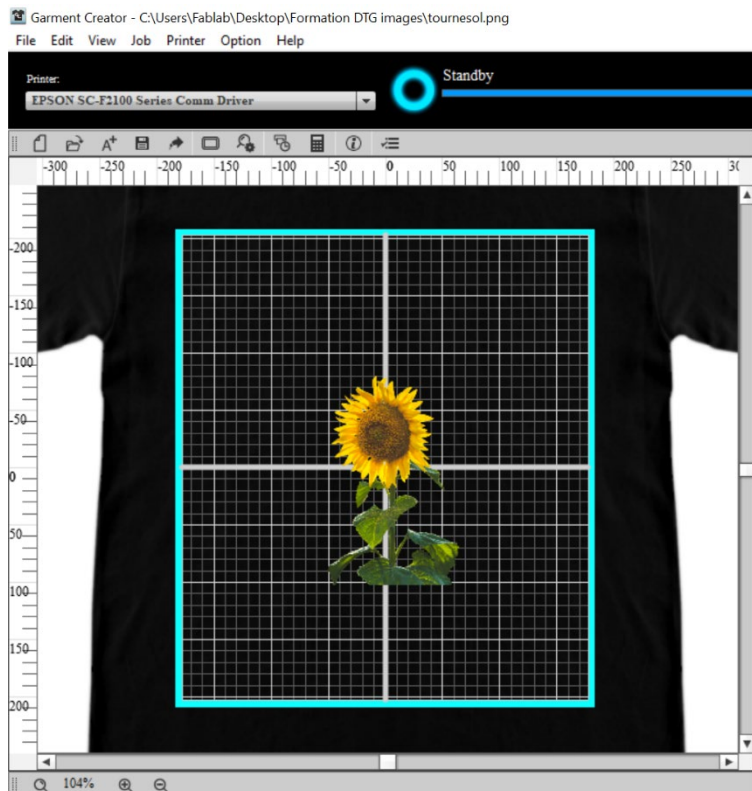 Garment Creator - C:\Users\Fablab\Desktop\Formation DTG images\tournesol.png
File Edit View Job Printer Option Help
Printer:
Standby
EPSON SC-F2100 Series Comm Driver
-300 -250 -200 -150 -100 -50 0 50 100 150 200 250
-200
-150
-100
-50
0
50
100
150
200
104%